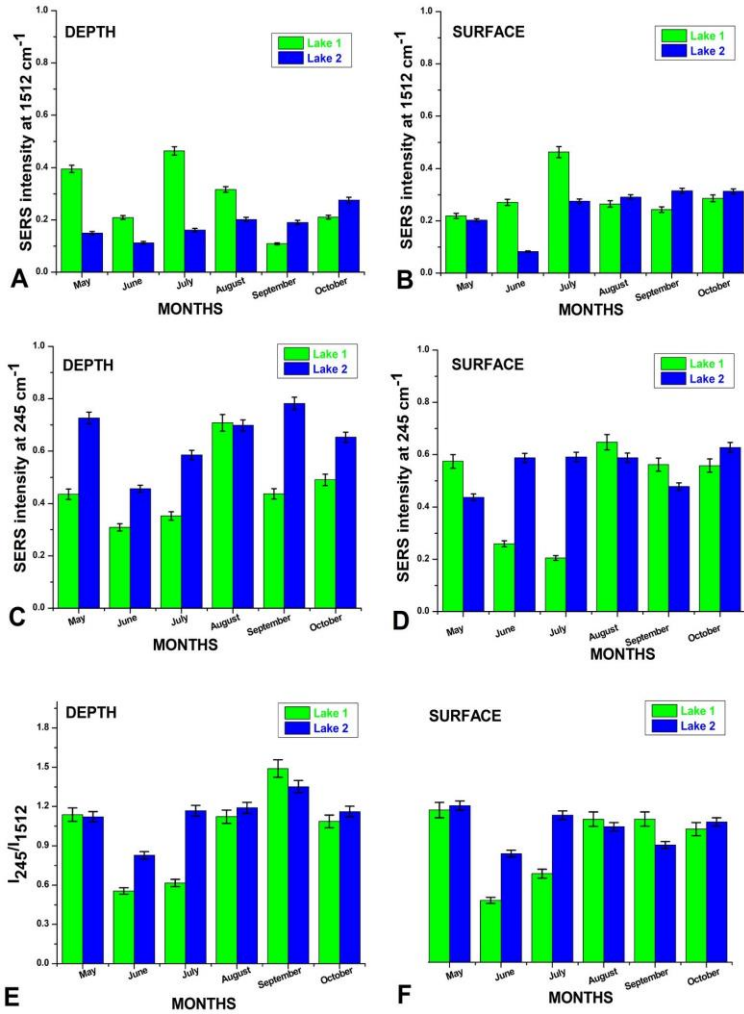 DEPTH
Lake 1
Lake 2
SERS intensity at 1512 cm⁻¹
1.0
0.8
0.6
0.4
0.2
0.0
May
June
July
August
September
October
MONTHS
A
SURFACE
Lake 1
Lake 2
SERS intensity at 1512 cm⁻¹
1.0
0.8
0.6
0.4
0.2
0.0
May
June
July
August
September
October
MONTHS
B
DEPTH
Lake 1
Lake 2
SERS intensity at 245 cm⁻¹
1.0
0.8
0.6
0.4
0.2
0.0
May
June
July
August
September
October
MONTHS
C
SURFACE
Lake 1
Lake 2
SERS intensity at 245 cm⁻¹
1.0
0.8
0.6
0.4
0.2
0.0
May
June
July
August
September
October
MONTHS
D
DEPTH
Lake 1
Lake 2
I₂₄₅/I₁₅₁₂
1.8
1.5
1.2
0.9
0.6
0.3
0.0
May
June
July
August
September
October
MONTHS
E
SURFACE
Lake 1
Lake 2
May
June
July
August
September
October
MONTHS
F